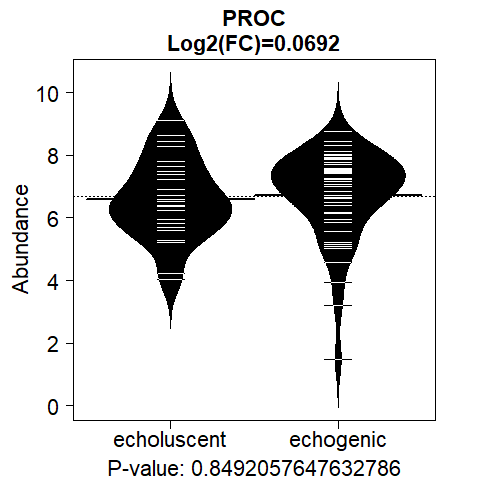 PROC
Log2(FC)=0.0692
Abundance
10
8
6
4
2
0
echoluscent echogenic
P-value: 0.8492057647632786